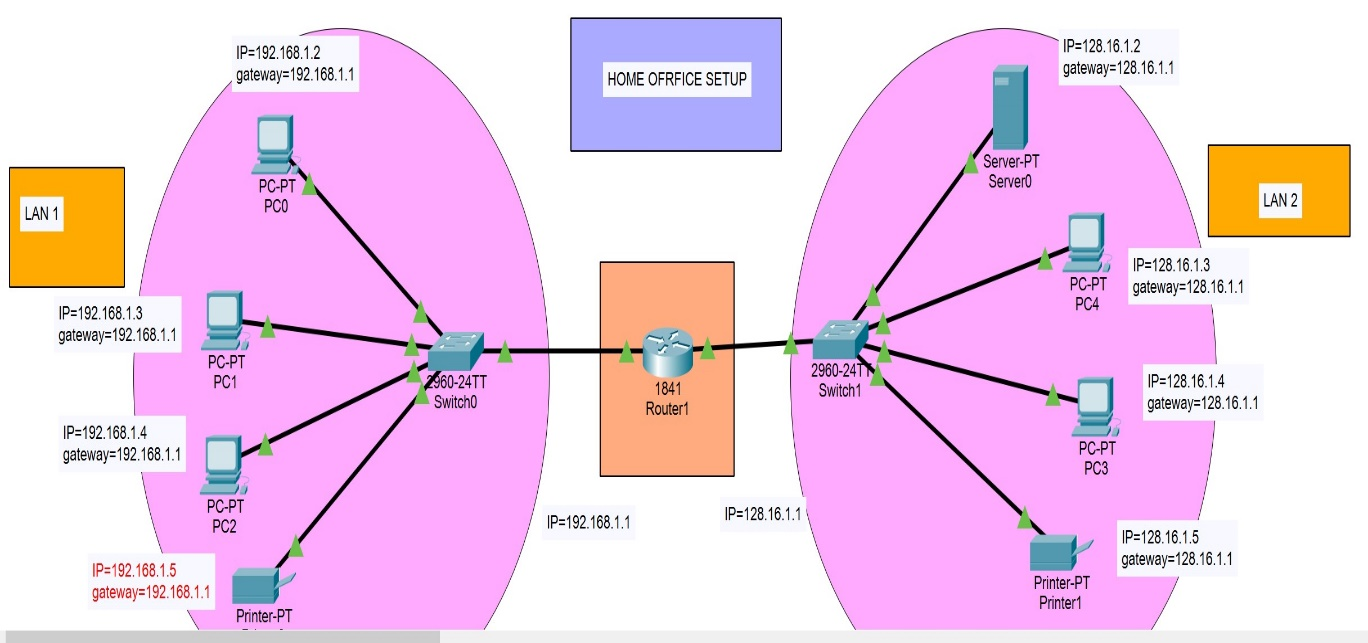 IP=192.168.1.2
gateway=192.168.1.1
HOME OFRFICE SETUP
IP=128.16.1.2
gateway=128.16.1.1
PC-PT
PC0
Server-PT
Server0
LAN 1
LAN 2
IP=192.168.1.3
gateway=192.168.1.1
PC-PT
PC1
IP=128.16.1.3
gateway=128.16.1.1
PC-PT
PC4
2960-24TT
Switch0
1841
Router1
2960-24TT
Switch1
IP=128.16.1.4
gateway=128.16.1.1
PC-PT
PC3
IP=192.168.1.4
gateway=192.168.1.1
PC-PT
PC2
IP=192.168.1.1
IP=128.16.1.1
IP=128.16.1.5
gateway=128.16.1.1
Printer-PT
Printer1
IP=192.168.1.5
gateway=192.168.1.1
Printer-PT